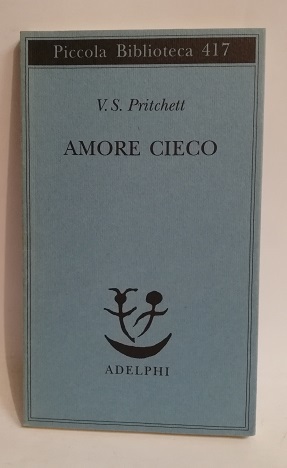 Piccola Biblioteca 417
V. S. Pritchett
AMORE CIECO
ADELPHI